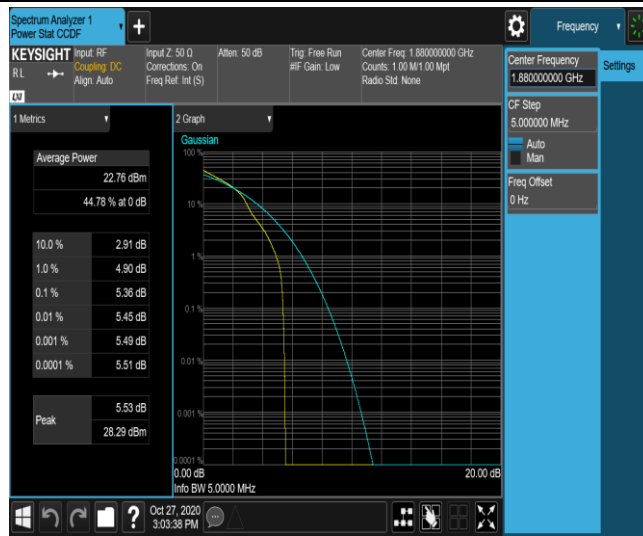 Spectrum Analyzer 1
Power Stat CCDF
Frequency
KEYSIGHT
RL
LXI
Input: RF
Coupling: DC
Align: Auto
Input Z: 50 Ω
Corrections: On
Freq Ref: Int (S)
Atten: 50 dB
Trig: Free Run
#IF Gain: Low
Center Freq: 1.880000000 GHz
Counts: 1.00 M/1.00 Mpt
Radio Std: None
Center Frequency
1.880000000 GHz
Settings
CF Step
5.000000 MHz
Auto
Man
Freq Offset
0 Hz
1 Metrics
Average Power
22.76 dBm
44.78 % at 0 dB
10.0 % 2.91 dB
1.0 % 4.90 dB
0.1 % 5.36 dB
0.01 % 5.45 dB
0.001 % 5.49 dB
0.0001 % 5.51 dB
Peak
5.53 dB
28.29 dBm
2 Graph
Gaussian
100 %
10 %
1 %
0.1 %
0.01 %
0.001 %
0.0001 %
0.00 dB 20.00 dB
Info BW 5.0000 MHz
?
Oct 27, 2020
3:03:38 PM